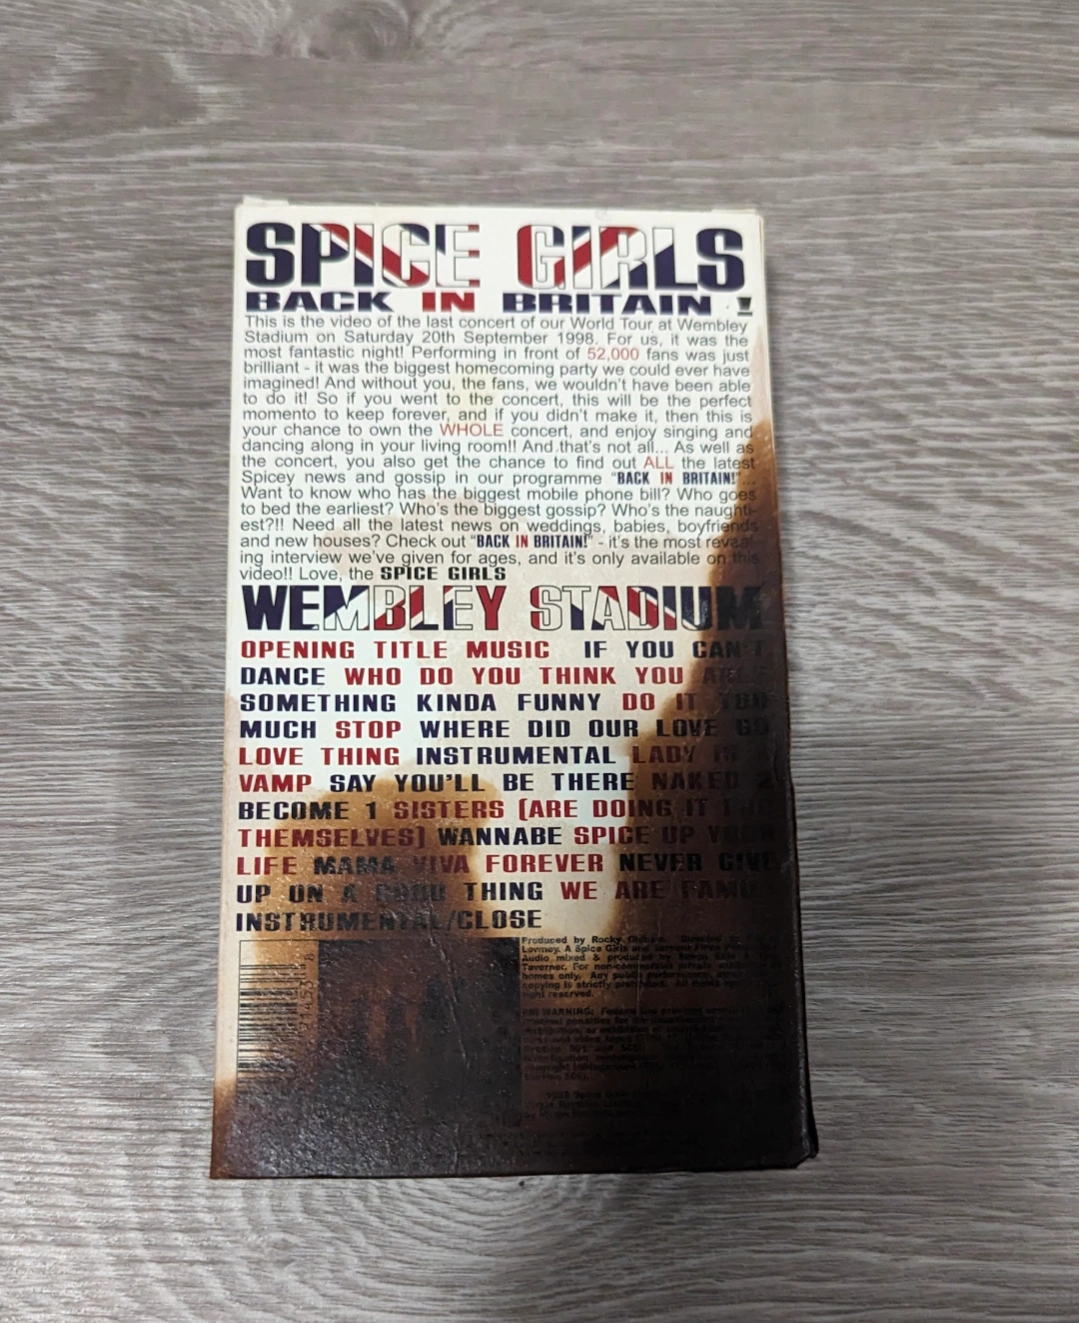 SPICE GIRLS
BACK IN BRITAIN !
This is the video of the last concert of our World Tour at Wembley
Stadium on Saturday 20th September 1998. For us, it was the
most fantastic night! Performing in front of 52,000 fans was just
brilliant - it was the biggest homecoming party we could ever have
imagined! And without you, the fans, we wouldn't have been able
to do it! So if you went to the concert, this will be the perfect
momento to keep forever, and if you didn't make it, then this is
your chance to own the WHOLE concert, and enjoy singing and
dancing along in your living room!! And that's not all... As well as
the concert, you also get the chance to find out ALL the latest
Spicey news and gossip in our programme "BACK IN BRITAIN!"...
Want to know who has the biggest mobile phone bill? Who goes
to bed the earliest? Who's the biggest gossip? Who's the naughti-
est?!! Need all the latest news on weddings, babies, boyfriends
and new houses? Check out "BACK IN BRITAIN!" - it's the most reveal-
ing interview we've given for ages, and it's only available on this
video!! Love, the SPICE GIRLS
WEMBLEY STADIUM
OPENING TITLE MUSIC IF YOU CAN'T
DANCE WHO DO YOU THINK YOU ARE
SOMETHING KINDA FUNNY DO IT TOO
MUCH STOP WHERE DID OUR LOVE GO
LOVE THING INSTRUMENTAL LADY IS A
VAMP SAY YOU'LL BE THERE NAKED 2
BECOME 1 SISTERS (ARE DOING IT FOR
THEMSELVES) WANNABE SPICE UP YOUR
LIFE MAMA VIVA FOREVER NEVER GIVE
UP ON A GOOD THING WE ARE FAMILY
INSTRUMENTAL/CLOSE
Produced by Rocky
A Spice Girls and
Audio mixed & produced by
Taverner. For non-commercial private
homes only. Any public performance
copying is strictly prohibited. All
right reserved.
WARNING: Federal law provides